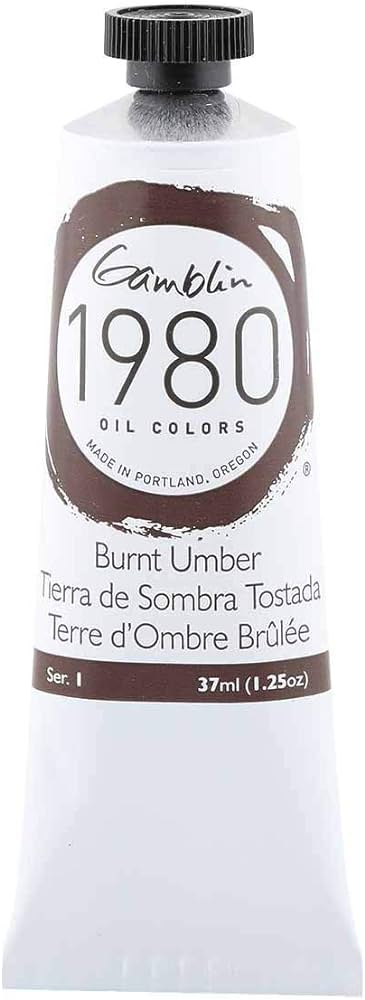 Gamblin
1980
OIL COLORS
MADE IN PORTLAND, OREGON
®
Burnt Umber
Tierra de Sombra Tostada
Terre d'Ombre Brûlée
Ser. 1 37ml (1.25oz)